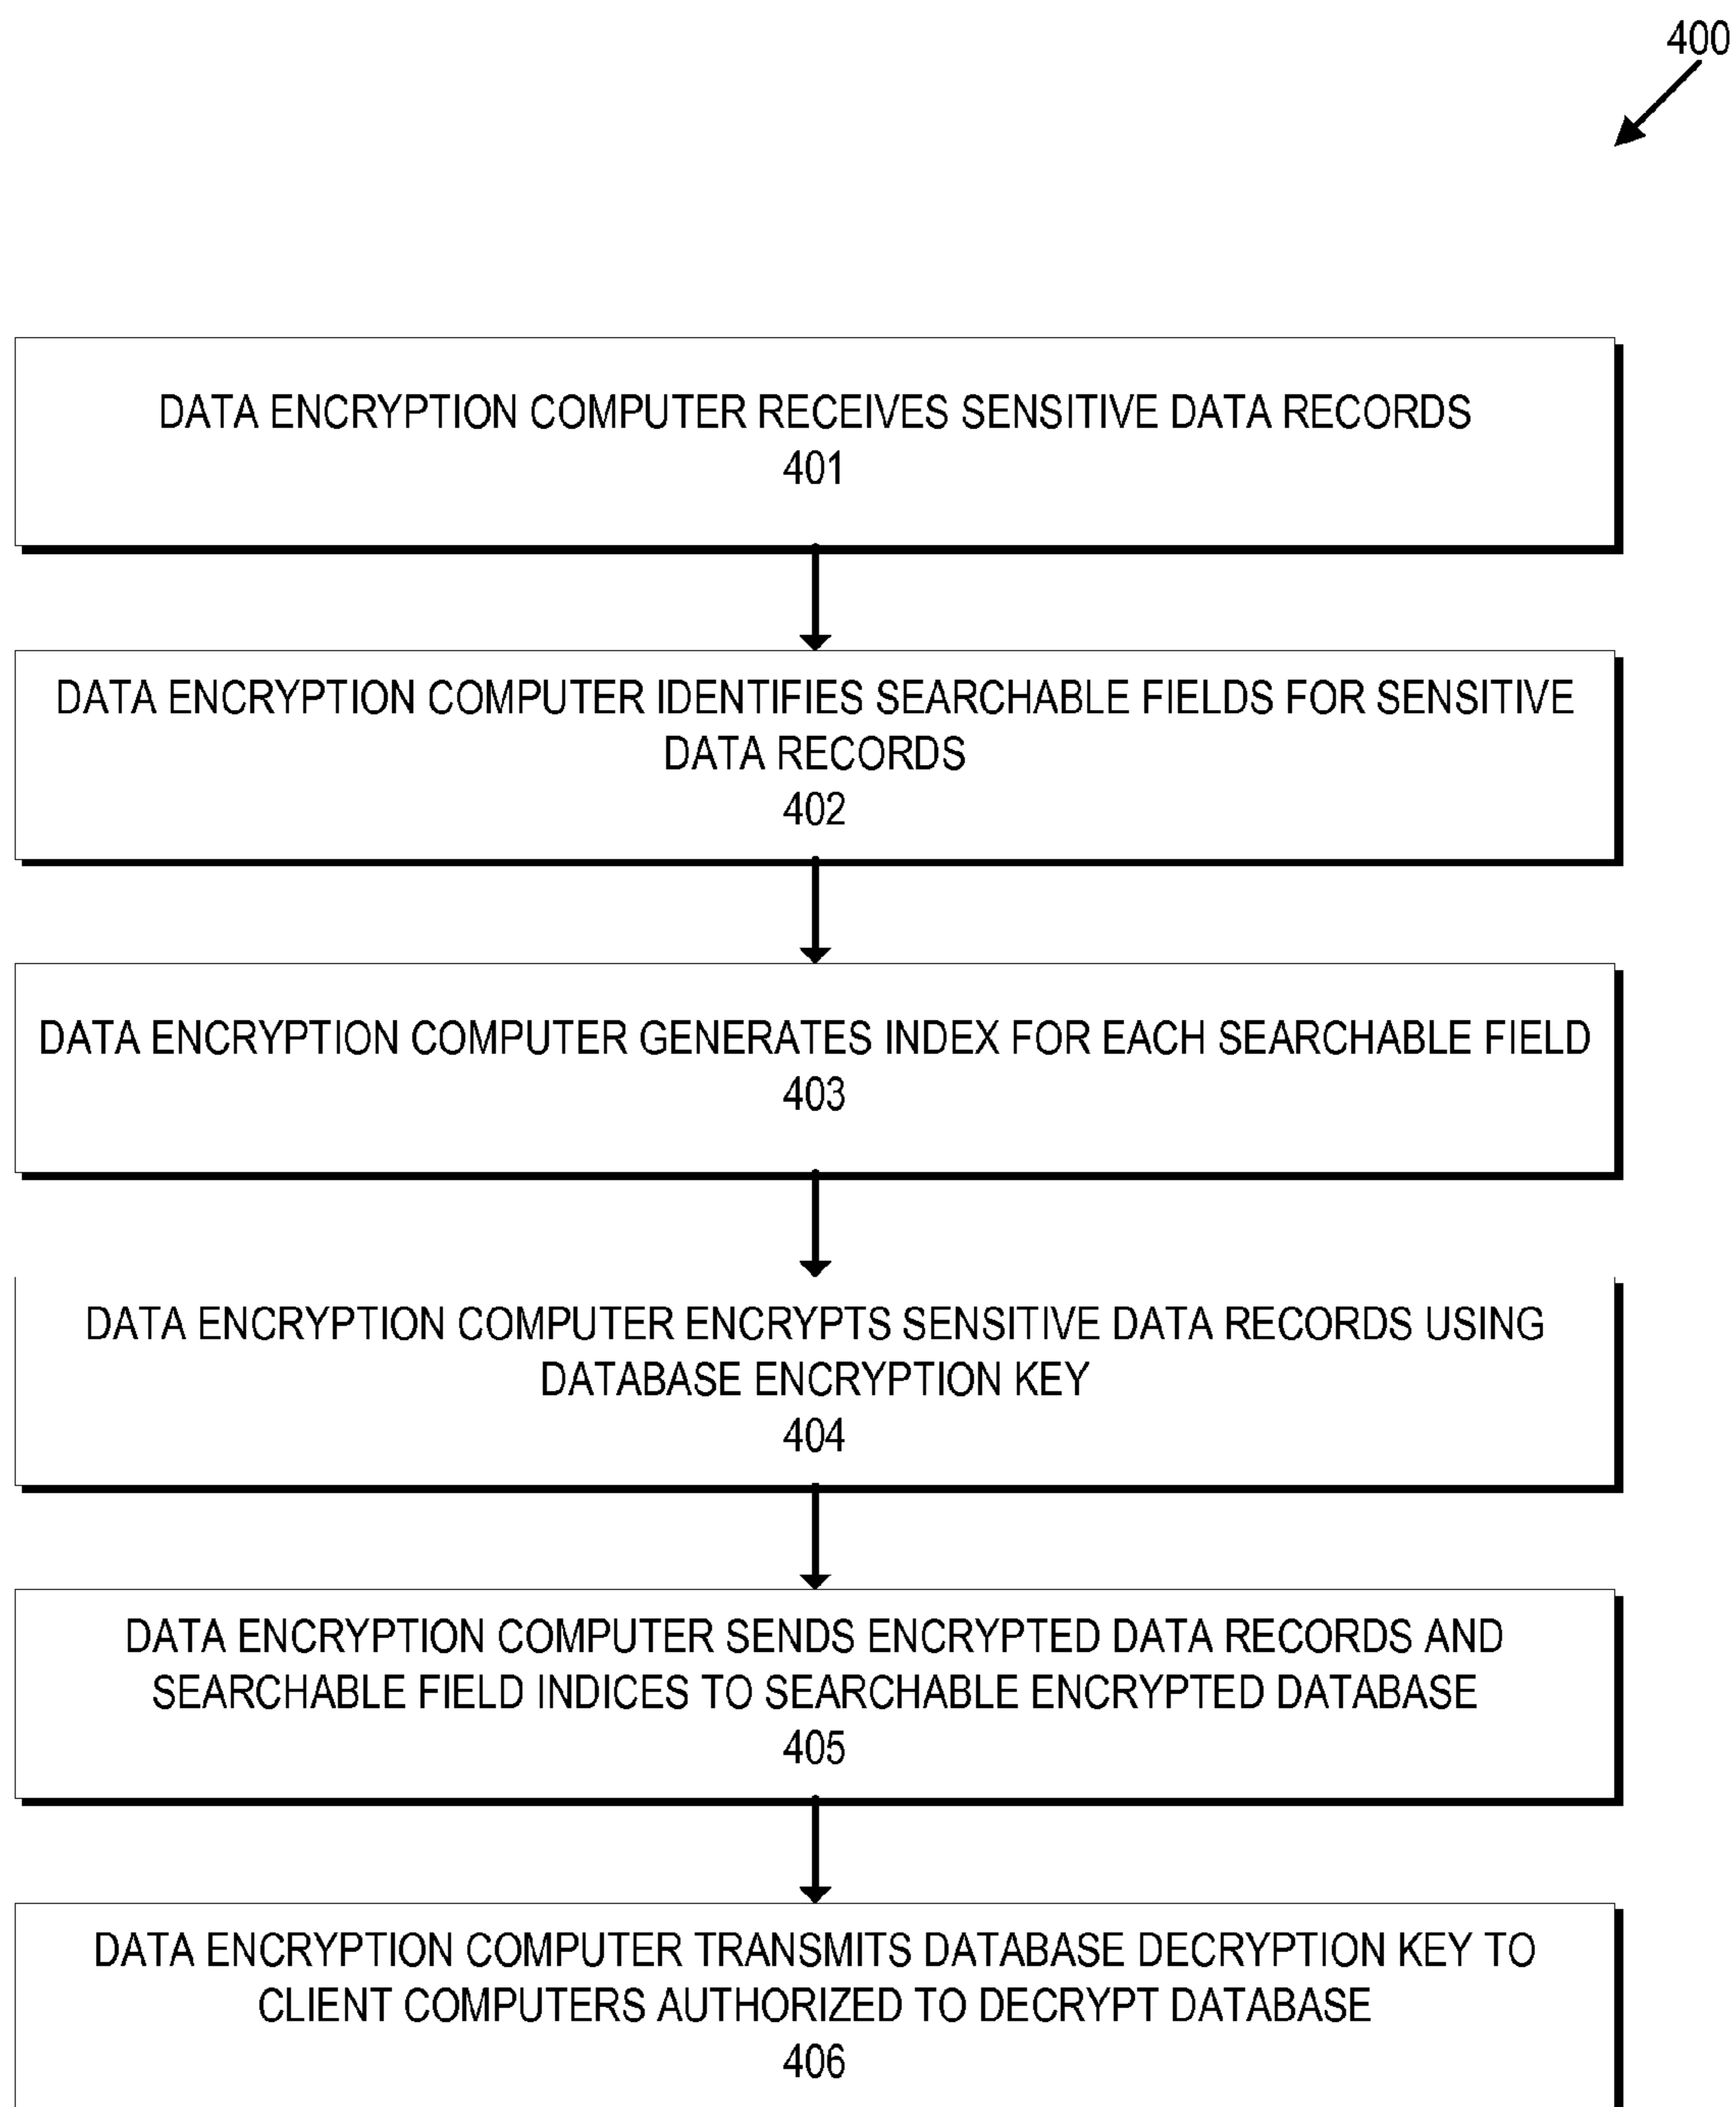 400
DATA ENCRYPTION COMPUTER RECEIVES SENSITIVE DATA RECORDS
401
DATA ENCRYPTION COMPUTER IDENTIFIES SEARCHABLE FIELDS FOR SENSITIVE
DATA RECORDS
402
DATA ENCRYPTION COMPUTER GENERATES INDEX FOR EACH SEARCHABLE FIELD
403
DATA ENCRYPTION COMPUTER ENCRYPTS SENSITIVE DATA RECORDS USING
DATABASE ENCRYPTION KEY
404
DATA ENCRYPTION COMPUTER SENDS ENCRYPTED DATA RECORDS AND
SEARCHABLE FIELD INDICES TO SEARCHABLE ENCRYPTED DATABASE
405
DATA ENCRYPTION COMPUTER TRANSMITS DATABASE DECRYPTION KEY TO
CLIENT COMPUTERS AUTHORIZED TO DECRYPT DATABASE
406